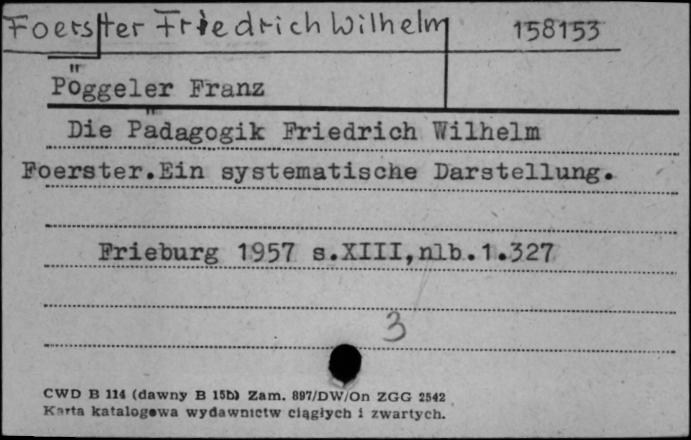 Foerster Friedrich Wilhelm 158153
Pöggeler Franz
Die Pädagogik Friedrich Wilhelm
Foerster.Ein systematische Darstellung.
Frieburg 1957 s.XIII,nlb.1.327
3
CWD B 114 (dawny B 15b) Zam. 897/DW/On ZGG 2542
Karta katalogowa wydawnictw ciągłych i zwartych.